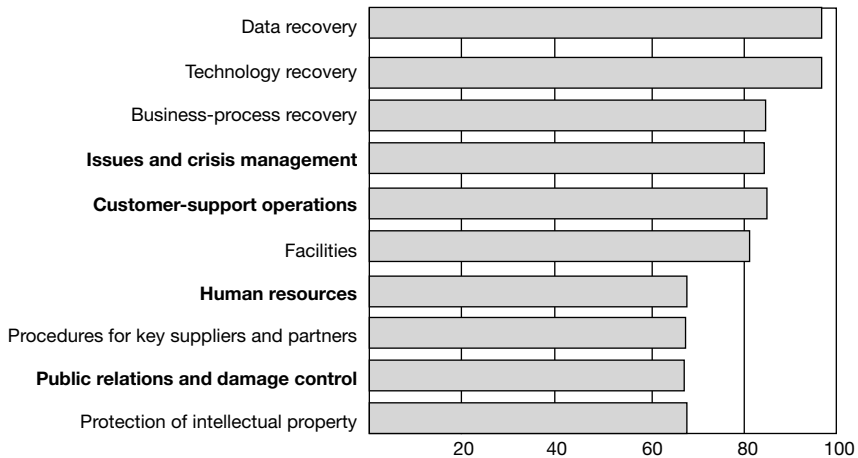 Data recovery
Technology recovery
Business-process recovery
Issues and crisis management
Customer-support operations
Facilities
Human resources
Procedures for key suppliers and partners
Public relations and damage control
Protection of intellectual property
20 40 60 80 100